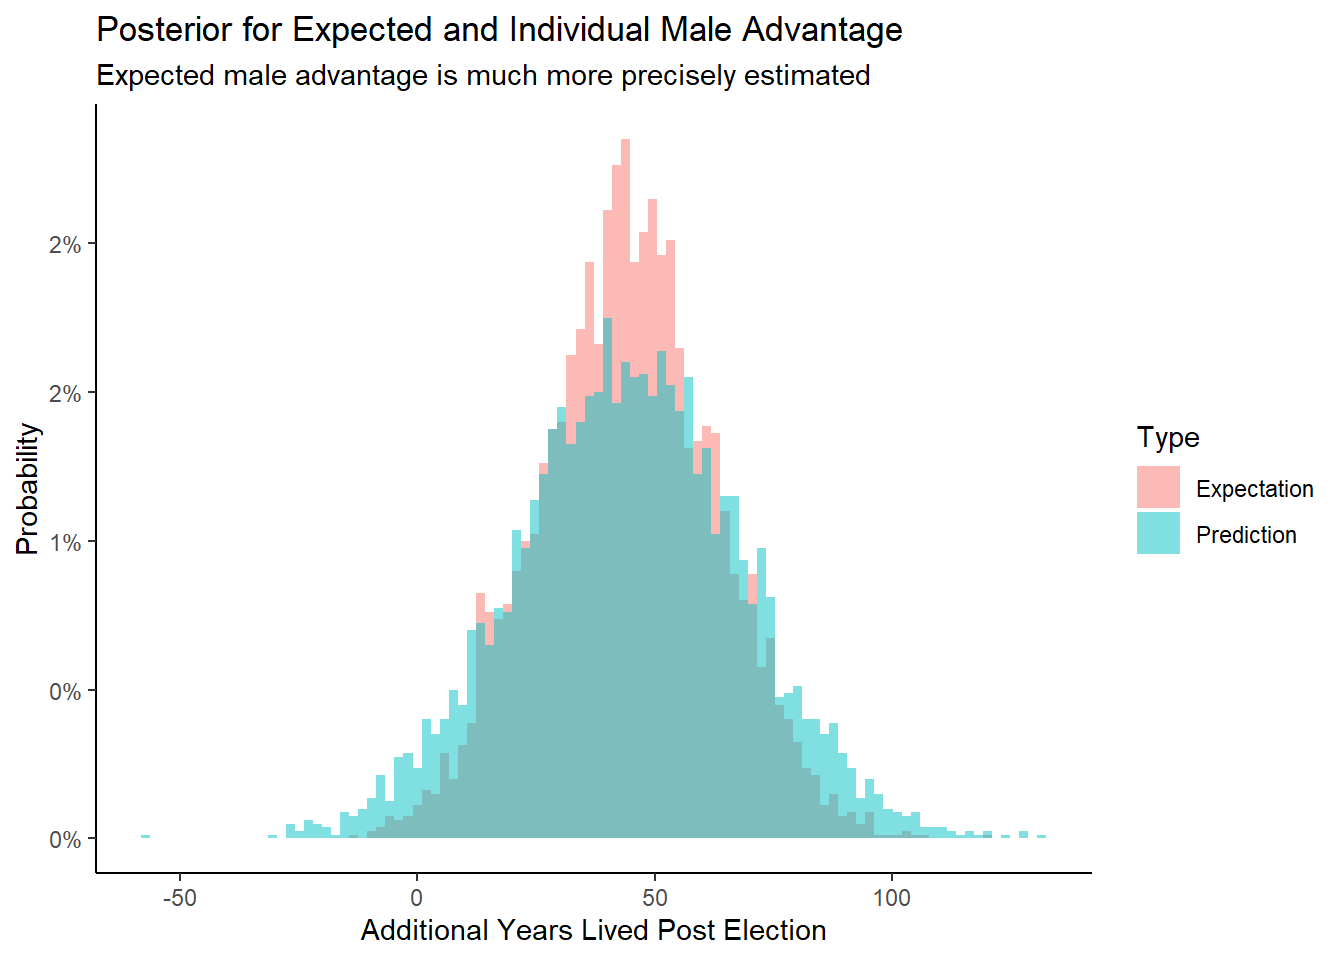 Posterior for Expected and Individual Male Advantage
Expected male advantage is much more precisely estimated
2%
2%
1%
0%
0%
Probability
-50
0
50
100
Additional Years Lived Post Election
Type
Expectation
Prediction